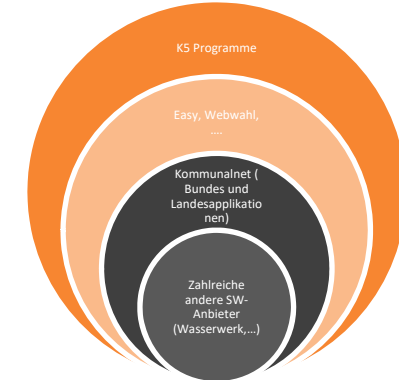 K5 Programme
Easy, Webwahl,
....
Kommunalnet (
Bundes und
Landesapplikatio
nen)
Zahlreiche
andere SW-
Anbieter
(Wasserwerk,...)